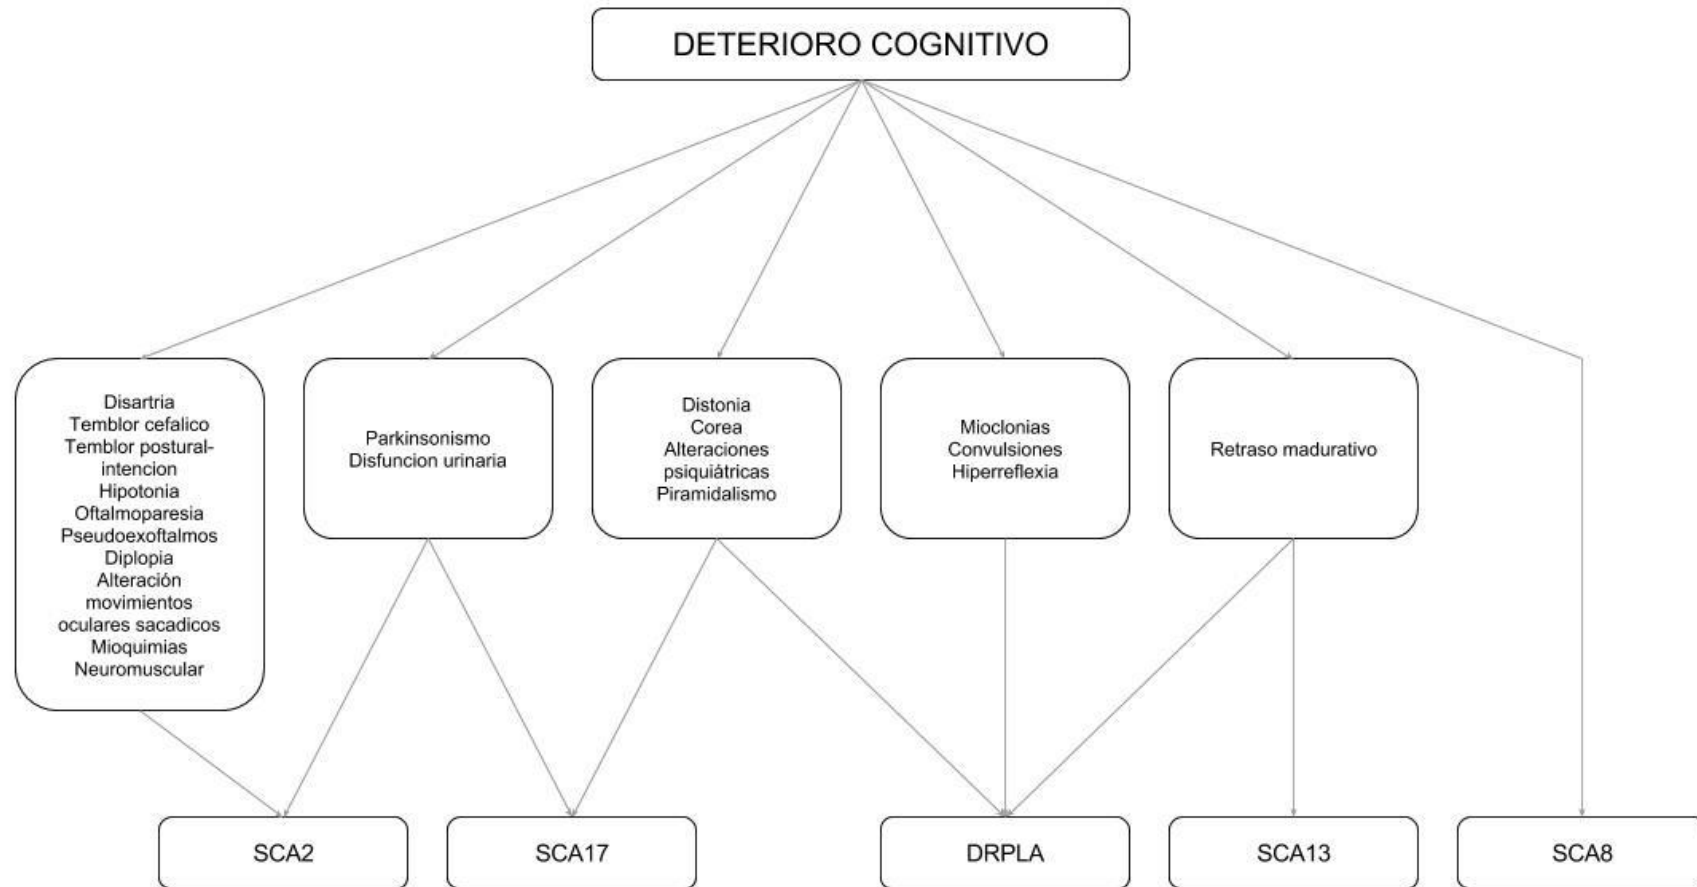 DETERIORO COGNITIVO
Disartria
Temblor cefalico
Temblor postural-
intencion
Hipotonia
Oftalmoparesia
Pseudoexoftalmos
Diplopia
Alteración
movimientos
oculares sacadicos
Mioquimias
Neuromuscular
Parkinsonismo
Disfuncion urinaria
Distonia
Corea
Alteraciones
psiquiátricas
Piramidalismo
Mioclonias
Convulsiones
Hiperreflexia
Retraso madurativo
SCA2
SCA17
DRPLA
SCA13
SCA8